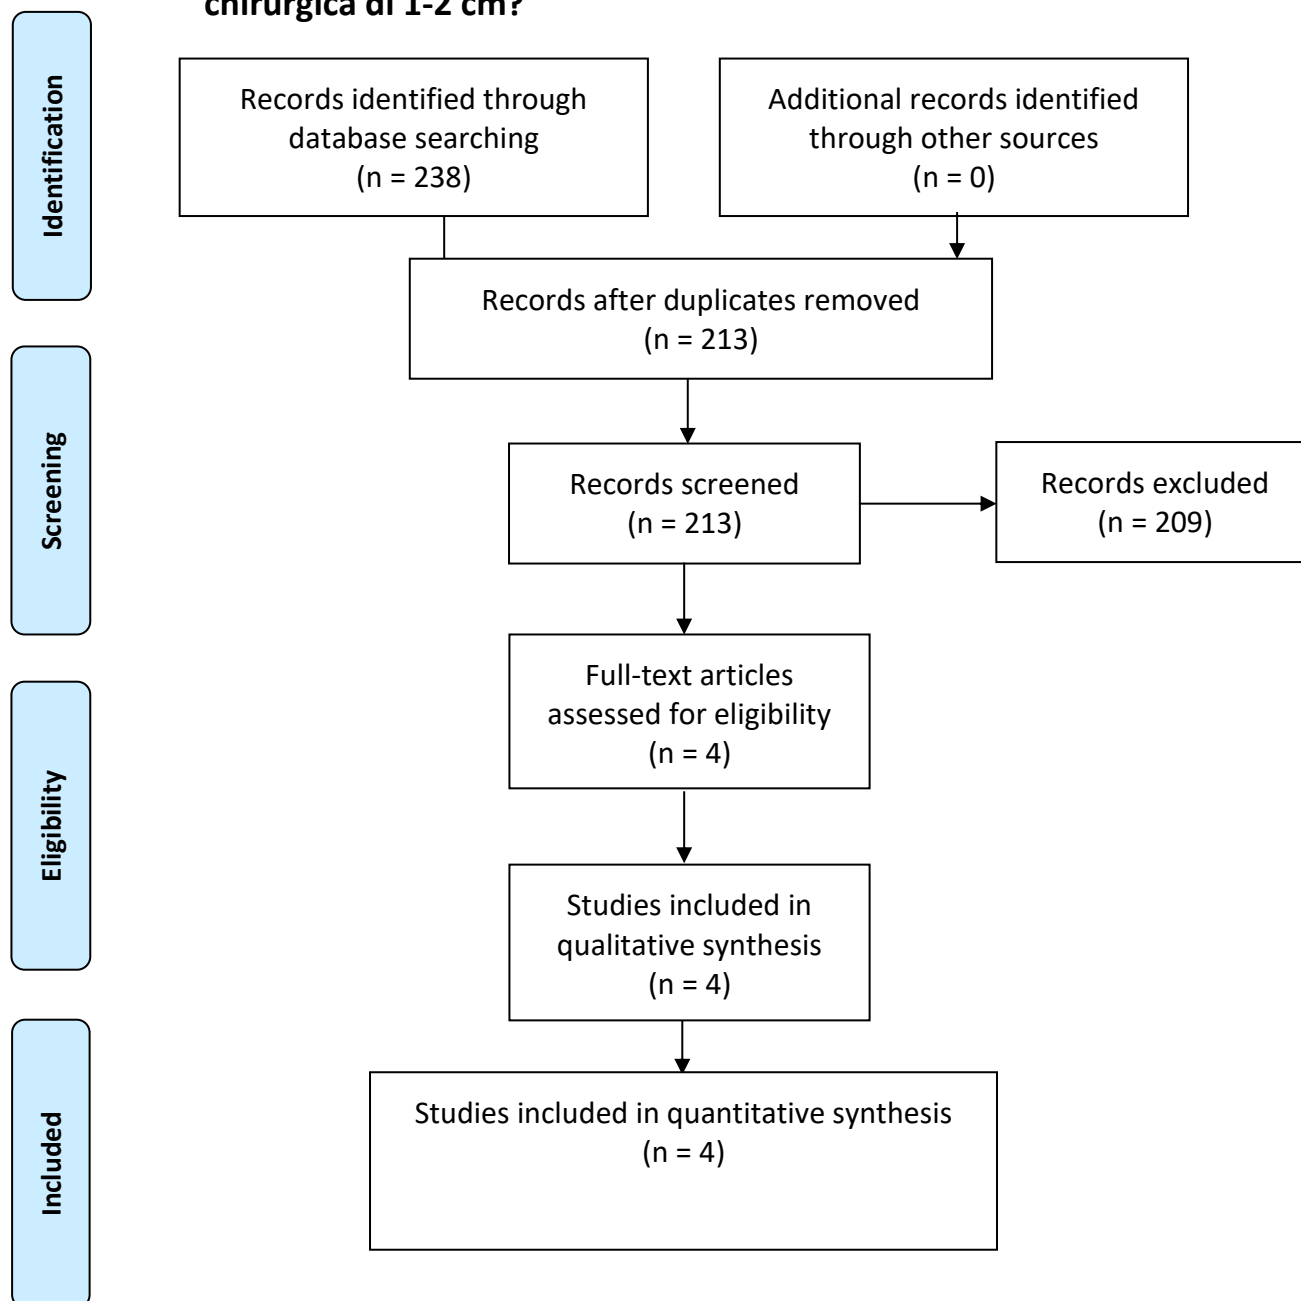 chirurgica di 1-2 cm?
Identification
Records identified through
database searching
(n = 238)
Additional records identified
through other sources
(n = 0)
Records after duplicates removed
(n = 213)
Screening
Records screened
(n = 213)
Records excluded
(n = 209)
Eligibility
Full-text articles
assessed for eligibility
(n = 4)
Studies included in
qualitative synthesis
(n = 4)
Included
Studies included in quantitative synthesis
(n = 4)